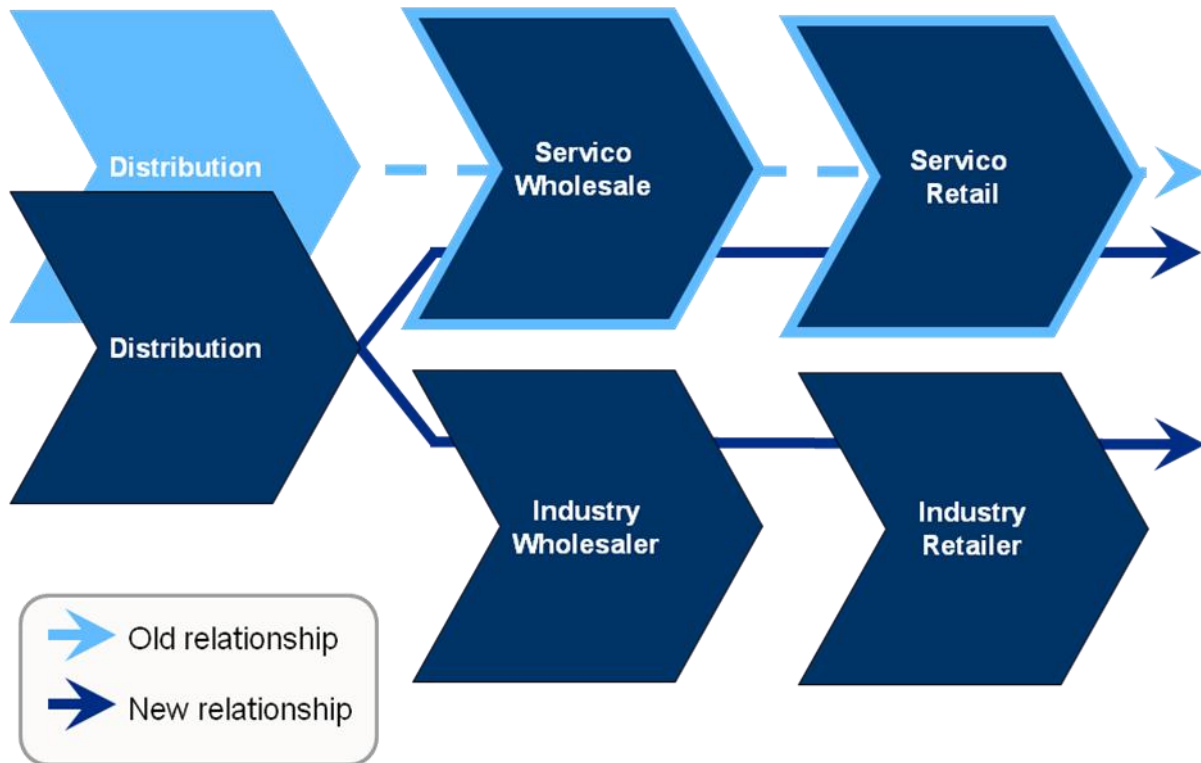 Distribution
Servico
Wholesale
Servico
Retail
Distribution
Industry
Wholesaler
Industry
Retailer
Old relationship
New relationship